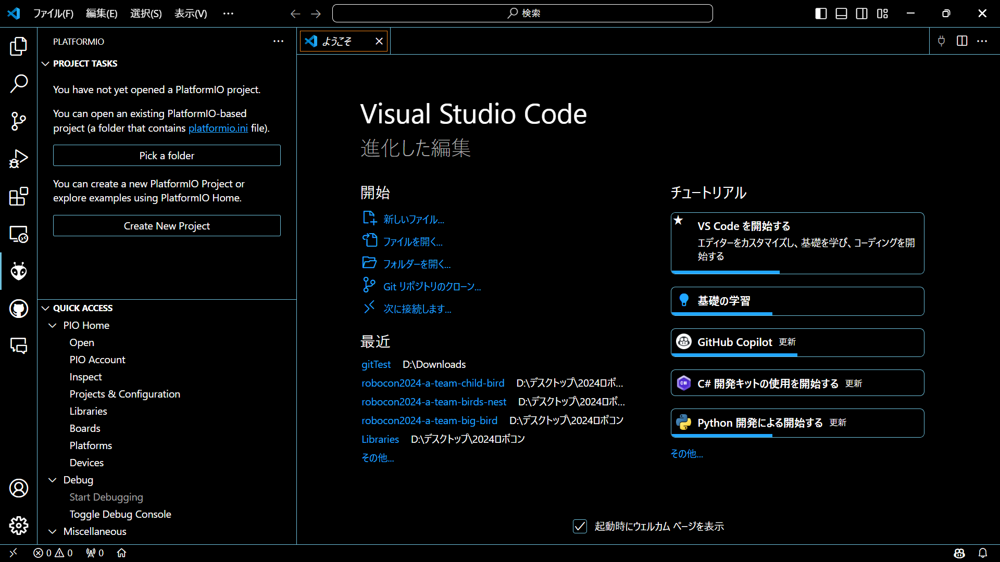 ファイル(F) 編集(E) 選択(S) 表示(V) ··· 検索
PLATFORMIO ···
PROJECT TASKS
You have not yet opened a PlatformIO project.
You can open an existing PlatformIO-based
project (a folder that contains platformio.ini file).
Pick a folder
You can create a new PlatformIO Project or
explore examples using PlatformIO Home.
Create New Project
QUICK ACCESS
PIO Home
Open
PIO Account
Inspect
Projects & Configuration
Libraries
Boards
Platforms
Devices
Debug
Start Debugging
Toggle Debug Console
Miscellaneous
ようこそ
Visual Studio Code
進化した編集
開始
新しいファイル...
ファイルを開く...
フォルダーを開く...
Git リポジトリのクローン...
次に接続します...
最近
gitTest D:\Downloads
robocon2024-a-team-child-bird D:\デスクトップ\2024ロボ...
robocon2024-a-team-birds-nest D:\デスクトップ\2024ロボ...
robocon2024-a-team-big-bird D:\デスクトップ\2024ロボコン
Libraries D:\デスクトップ\2024ロボコン
その他...
チュートリアル
VS Code を開始する
エディターをカスタマイズし、基礎を学び、コーディングを開
始する
基礎の学習
GitHub Copilot 更新
C# 開発キットの使用を開始する 更新
Python 開発による開始する 更新
その他...
起動時にウェルカム ページを表示
0 0 0